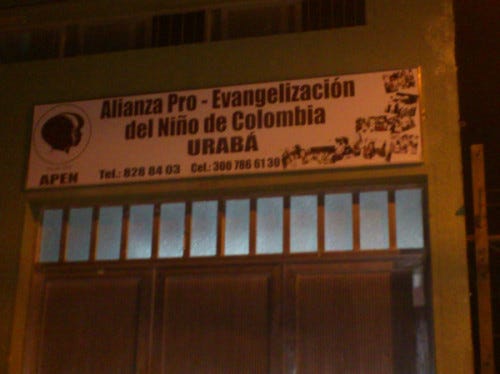 Alianza Pro - Evangelización
del Niño de Colombia
URABÁ
APEN
Tel.: 828 84 03 Cel.: 300 786 61 30